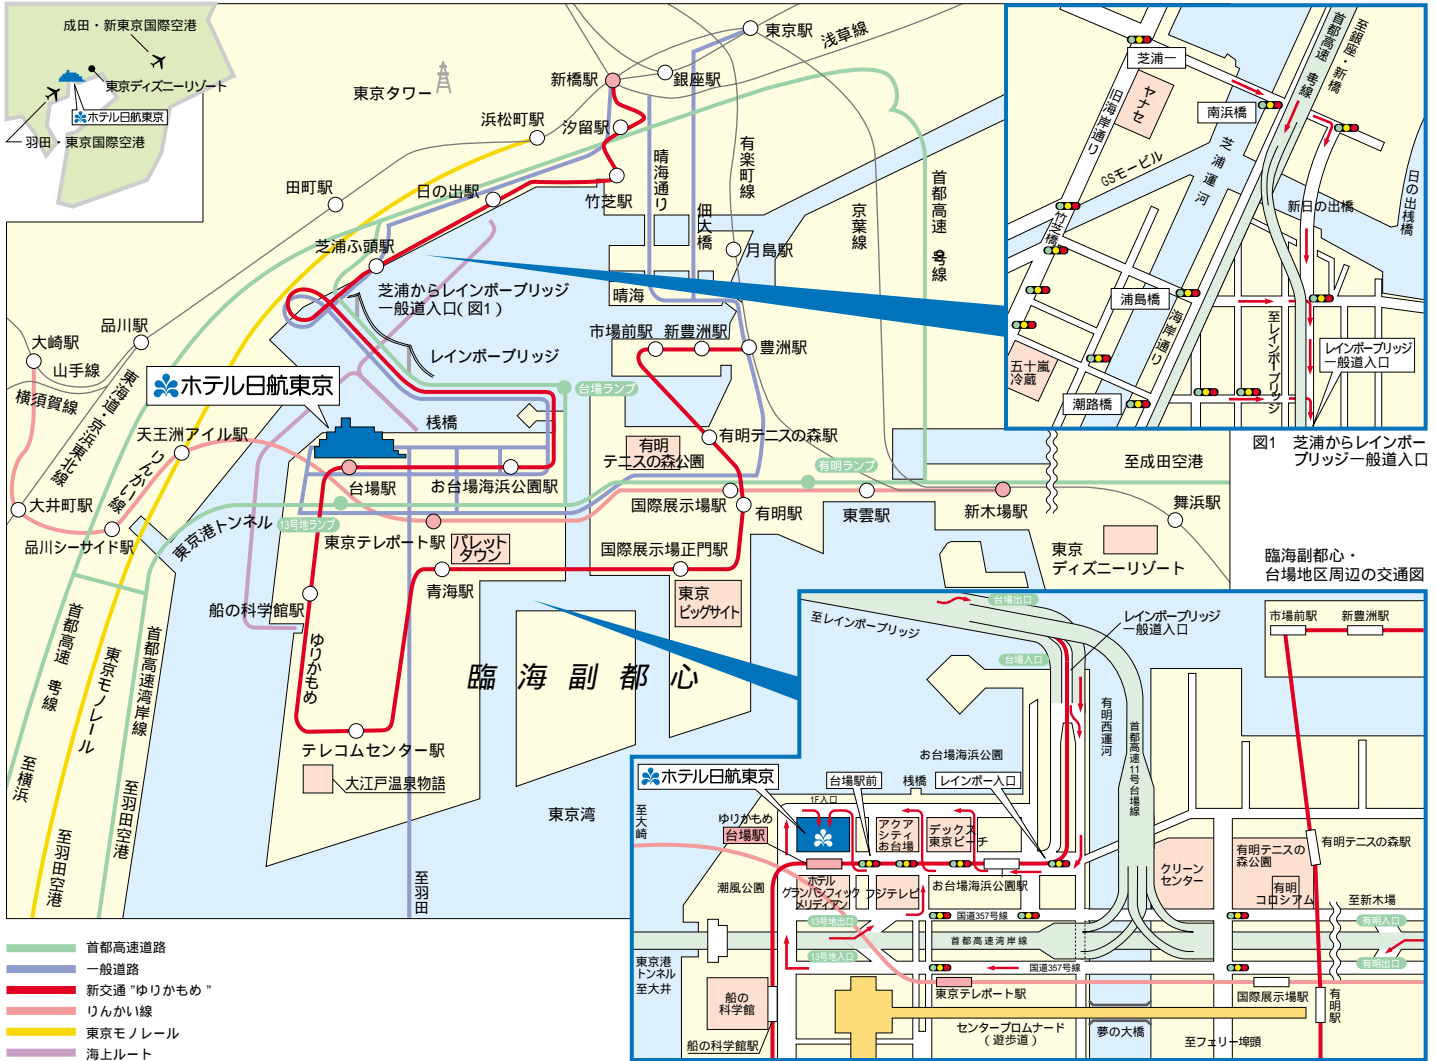 成田・新東京国際空港
東京ディズニーリゾート
ホテル日航東京
羽田・東京国際空港
東京タワー
新橋駅
東京駅
浅草線
銀座駅
汐留駅
浜松町駅
竹芝駅
日の出駅
田町駅
芝浦ふ頭駅
晴海通り
有楽町線
佃大橋
月島駅
京葉線
首都高速 9号線
晴海
芝浦からレインボーブリッジ
一般道入口(図1)
レインボーブリッジ
市場前駅
新豊洲駅
豊洲駅
品川駅
大崎駅
山手線
横須賀線
東海道・京浜東北線
ホテル日航東京
桟橋
台場ランプ
天王洲アイル駅
りんかい線
大井町駅
品川シーサイド駅
東京港トンネル
13号地ランプ
台場駅
お台場海浜公園駅
有明
テニスの森公園
有明テニスの森駅
有明ランプ
至成田空港
国際展示場駅
有明駅
東雲駅
新木場駅
舞浜駅
東京テレポート駅
パレット
タウン
国際展示場正門駅
青海駅
東京
ビッグサイト
東京
ディズニーリゾート
船の科学館駅
ゆりかもめ
臨海副都心
テレコムセンター駅
大江戸温泉物語
東京湾
首都高速 1号線
東京モノレール
首都高速湾岸線
至横浜
至羽田空港
至羽田空港
至羽田
首都高速道路
一般道路
新交通 "ゆりかもめ"
りんかい線
東京モノレール
海上ルート
芝浦一
ヤナセ
旧海岸通り
南浜橋
首都高速 1号線
至銀座・新橋
芝浦運河
GSモービル
竹芝橋
新日の出橋
日の出桟橋
浦島橋
海岸通り
至レインボーブリッジ
レインボーブリッジ
一般道入口
五十嵐
冷蔵
潮路橋
図1 芝浦からレインボー
ブリッジ一般道入口
臨海副都心・
台場地区周辺の交通図
至レインボーブリッジ
台場出口
レインボーブリッジ
一般道入口
台場入口
市場前駅
新豊洲駅
有明西運河
首都高速11号台場線
お台場海浜公園
ホテル日航東京
台場駅前
桟橋
レインボー入口
1F入口
至大崎
ゆりかもめ
台場駅
アクア
シティ
お台場
デックス
東京ビーチ
潮風公園
ホテル
グランパシフィック
メリディアン
フジテレビ
お台場海浜公園駅
クリーン
センター
有明テニスの
森公園
有明
コロシアム
有明テニスの森駅
至新木場
国道357号線
13号地出口
有明入口
首都高速湾岸線
13号地入口
有明出口
国道357号線
東京港
トンネル
至大井
船の
科学館
東京テレポート駅
国際展示場駅
有明駅
船の科学館駅
センタープロムナード
(遊歩道)
夢の大橋
至フェリー埠頭